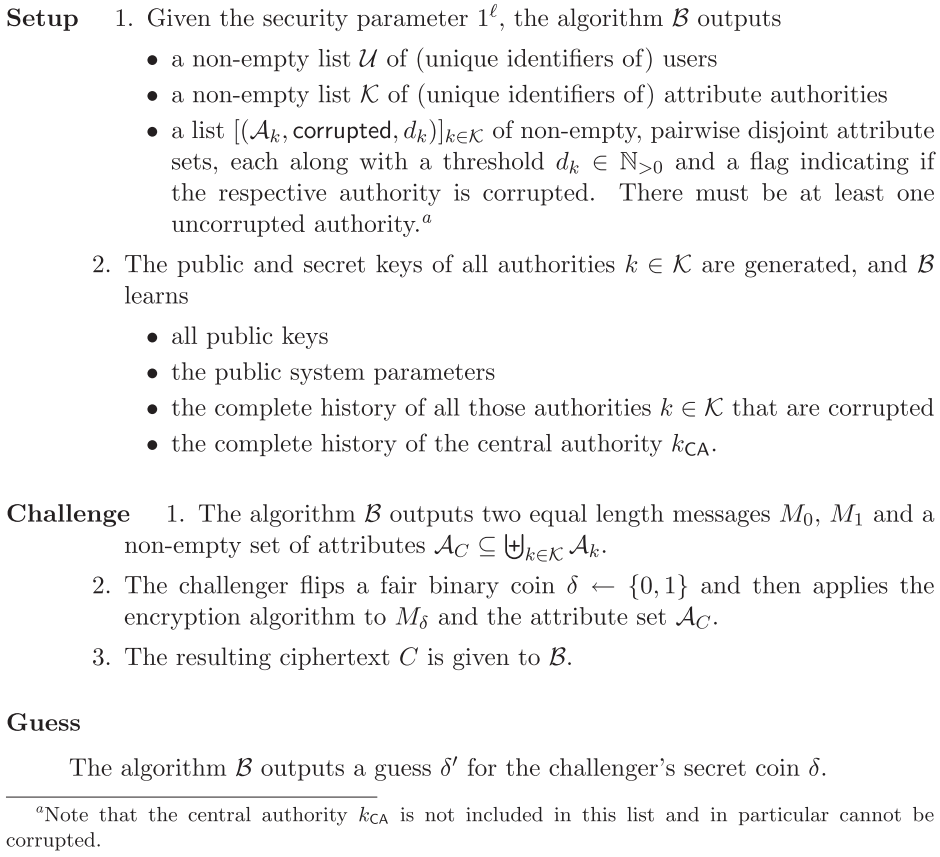 Setup 1. Given the security parameter 1^ℓ, the algorithm ℬ outputs
• a non-empty list 𝒰 of (unique identifiers of) users
• a non-empty list 𝒦 of (unique identifiers of) attribute authorities
• a list [(𝒜_k, corrupted, d_k)]_{k∈𝒦} of non-empty, pairwise disjoint attribute
sets, each along with a threshold d_k ∈ ℕ_{>0} and a flag indicating if
the respective authority is corrupted. There must be at least one
uncorrupted authority.^a
2. The public and secret keys of all authorities k ∈ 𝒦 are generated, and ℬ
learns
• all public keys
• the public system parameters
• the complete history of all those authorities k ∈ 𝒦 that are corrupted
• the complete history of the central authority k_CA.
Challenge 1. The algorithm ℬ outputs two equal length messages M_0, M_1 and a
non-empty set of attributes 𝒜_C ⊆ ⨄_{k∈𝒦} 𝒜_k.
2. The challenger flips a fair binary coin δ ← {0, 1} and then applies the
encryption algorithm to M_δ and the attribute set 𝒜_C.
3. The resulting ciphertext C is given to ℬ.
Guess
The algorithm ℬ outputs a guess δ′ for the challenger's secret coin δ.
^aNote that the central authority k_CA is not included in this list and in particular cannot be
corrupted.